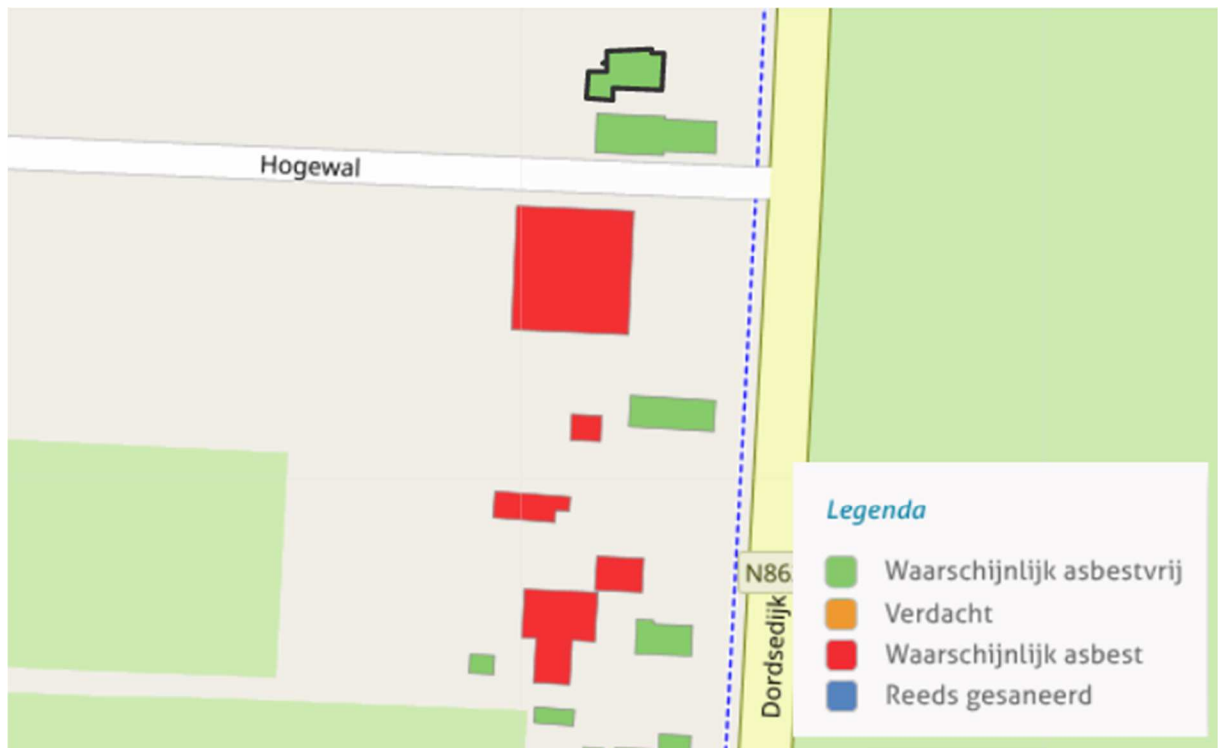 Hogewal
Legenda
Waarschijnlijk asbestvrij
N86
Verdacht
Dordsedijk
Waarschijnlijk asbest
Reeds gesaneerd